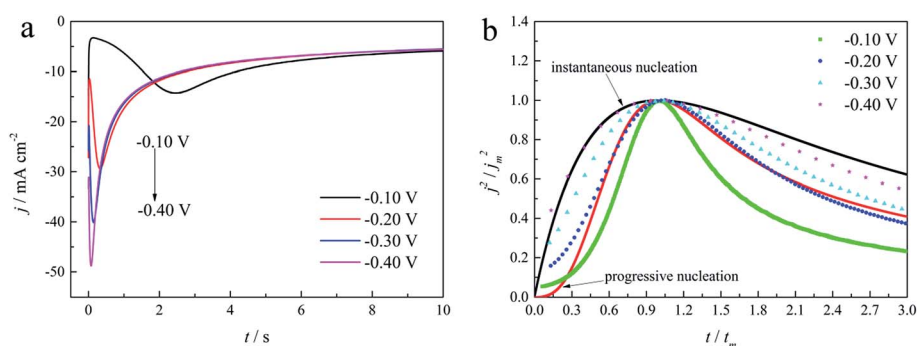 a
0
-10
-20
-30
-40
-50
j / mA cm-2
0
2
4
6
8
10
t / s
-0.10 V
-0.40 V
-0.10 V
-0.20 V
-0.30 V
-0.40 V
b
1.4
1.2
1.0
0.8
0.6
0.4
0.2
0.0
j2 / jm2
0.0
0.3
0.6
0.9
1.2
1.5
1.8
2.1
2.4
2.7
3.0
t / tm
instantaneous nucleation
progressive nucleation
-0.10 V
-0.20 V
-0.30 V
-0.40 V